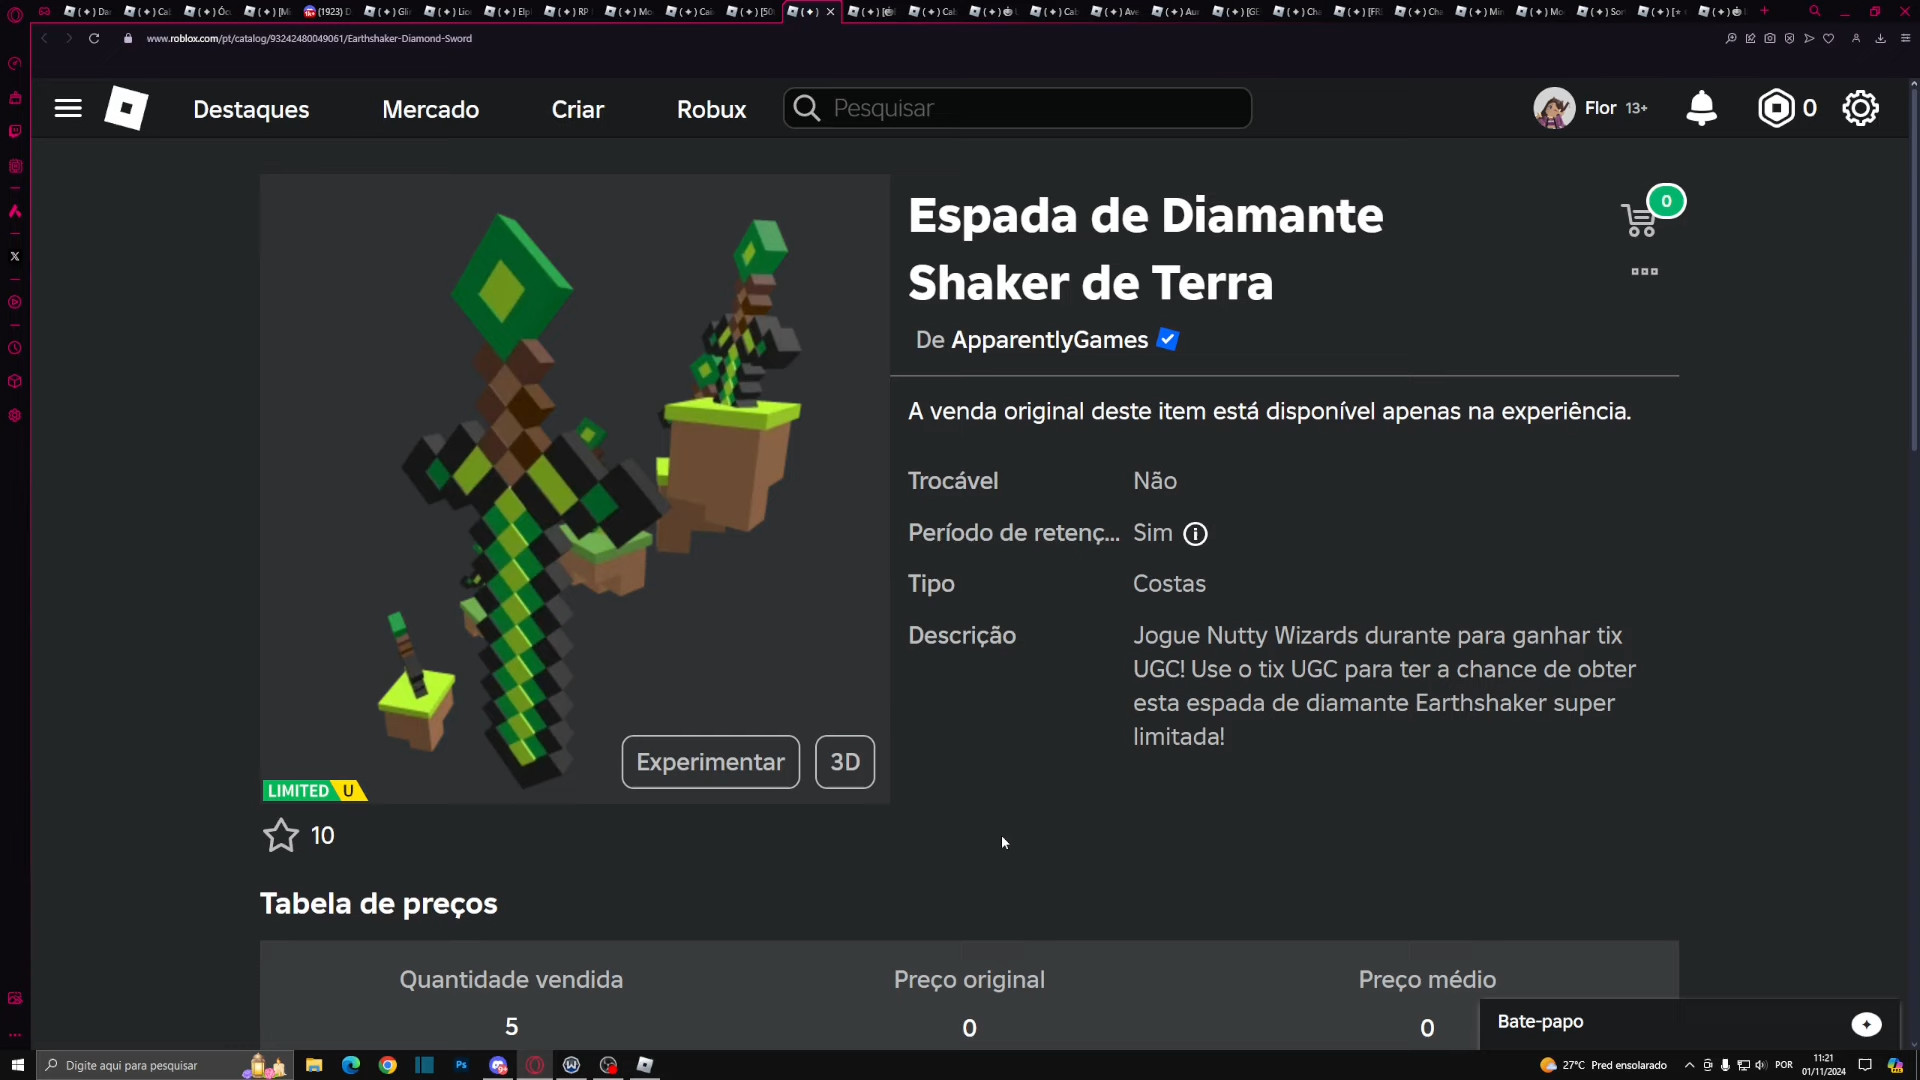 (1923) D
www.roblox.com/pt/catalog/93242480049061/Earthshaker-Diamond-Sword
Destaques
Mercado
Criar
Robux
Pesquisar
Flor 13+
0
Espada de Diamante
Shaker de Terra
0
De ApparentlyGames
A venda original deste item está disponível apenas na experiência.
Trocável Não
Período de retenç... Sim
Tipo Costas
Descrição Jogue Nutty Wizards durante para ganhar tix
UGC! Use o tix UGC para ter a chance de obter
esta espada de diamante Earthshaker super
limitada!
Experimentar
3D
LIMITED U
10
Tabela de preços
Quantidade vendida
Preço original
Preço médio
5
0
0
Bate-papo
Digite aqui para pesquisar
27°C Pred ensolarado
POR
11:21
01/11/2024